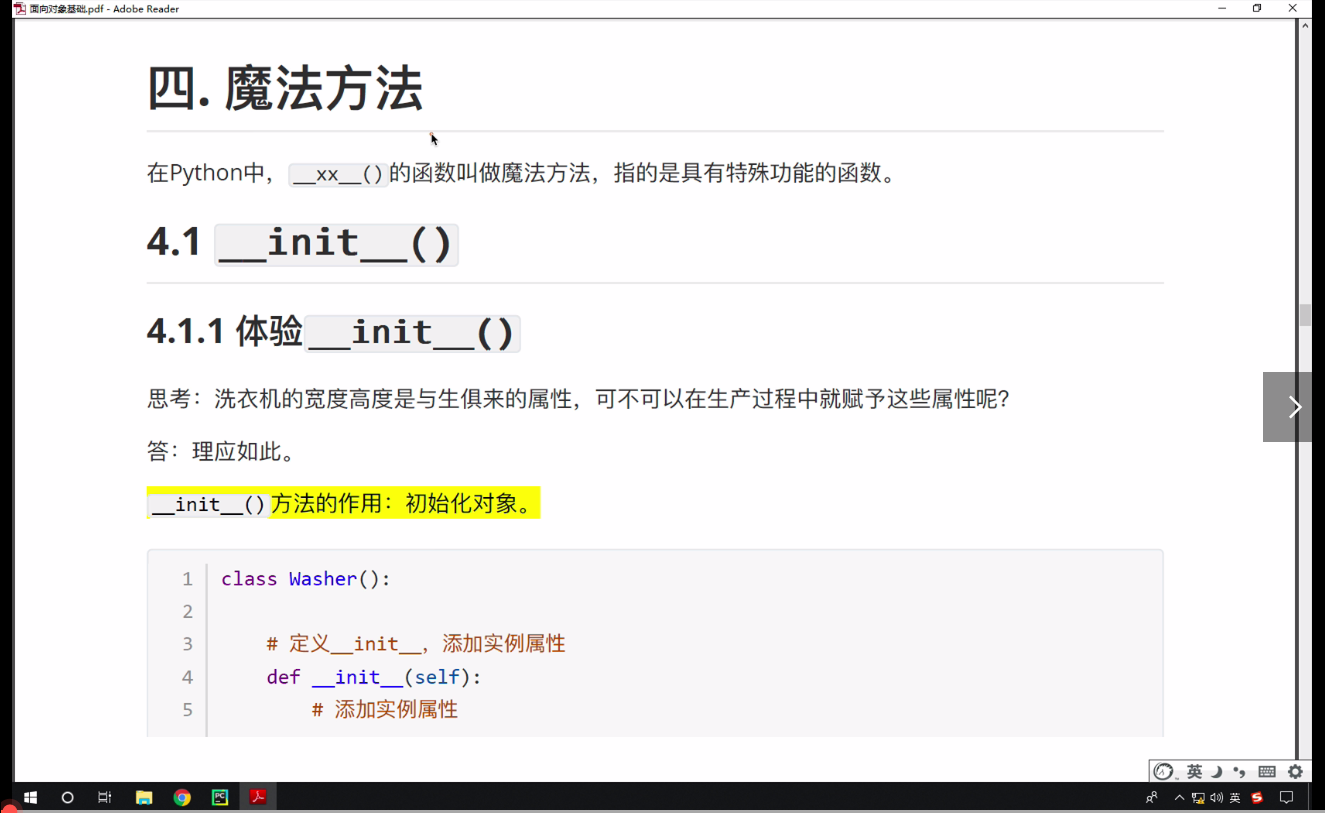 面向对象基础.pdf - Adobe Reader
四. 魔法方法
在Python中，__xx__()的函数叫做魔法方法，指的是具有特殊功能的函数。
4.1 __init__()
4.1.1 体验__init__()
思考：洗衣机的宽度高度是与生俱来的属性，可不可以在生产过程中就赋予这些属性呢？
答：理应如此。
__init__()方法的作用：初始化对象。
1 class Washer():
2
3     # 定义__init__，添加实例属性
4     def __init__(self):
5         # 添加实例属性
英
PC
英
S